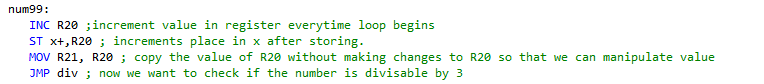 num99:
INC R20 ;increment value in register everytime loop begins
ST x+,R20 ; increments place in x after storing.
MOV R21, R20 ; copy the value of R20 without making changes to R20 so that we can manipulate value
JMP div ; now we want to check if the number is divisable by 3